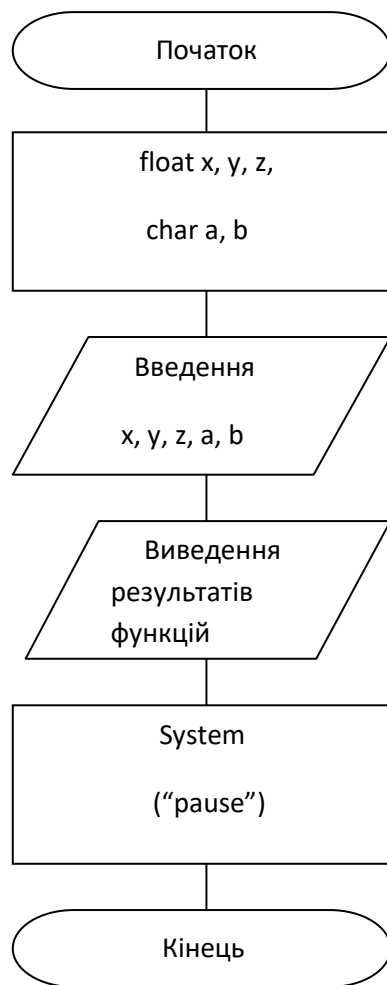 Початок
float x, y, z,
char a, b
Введення
x, y, z, a, b
Виведення
результатів
функцій
System
(“pause”)
Кінець